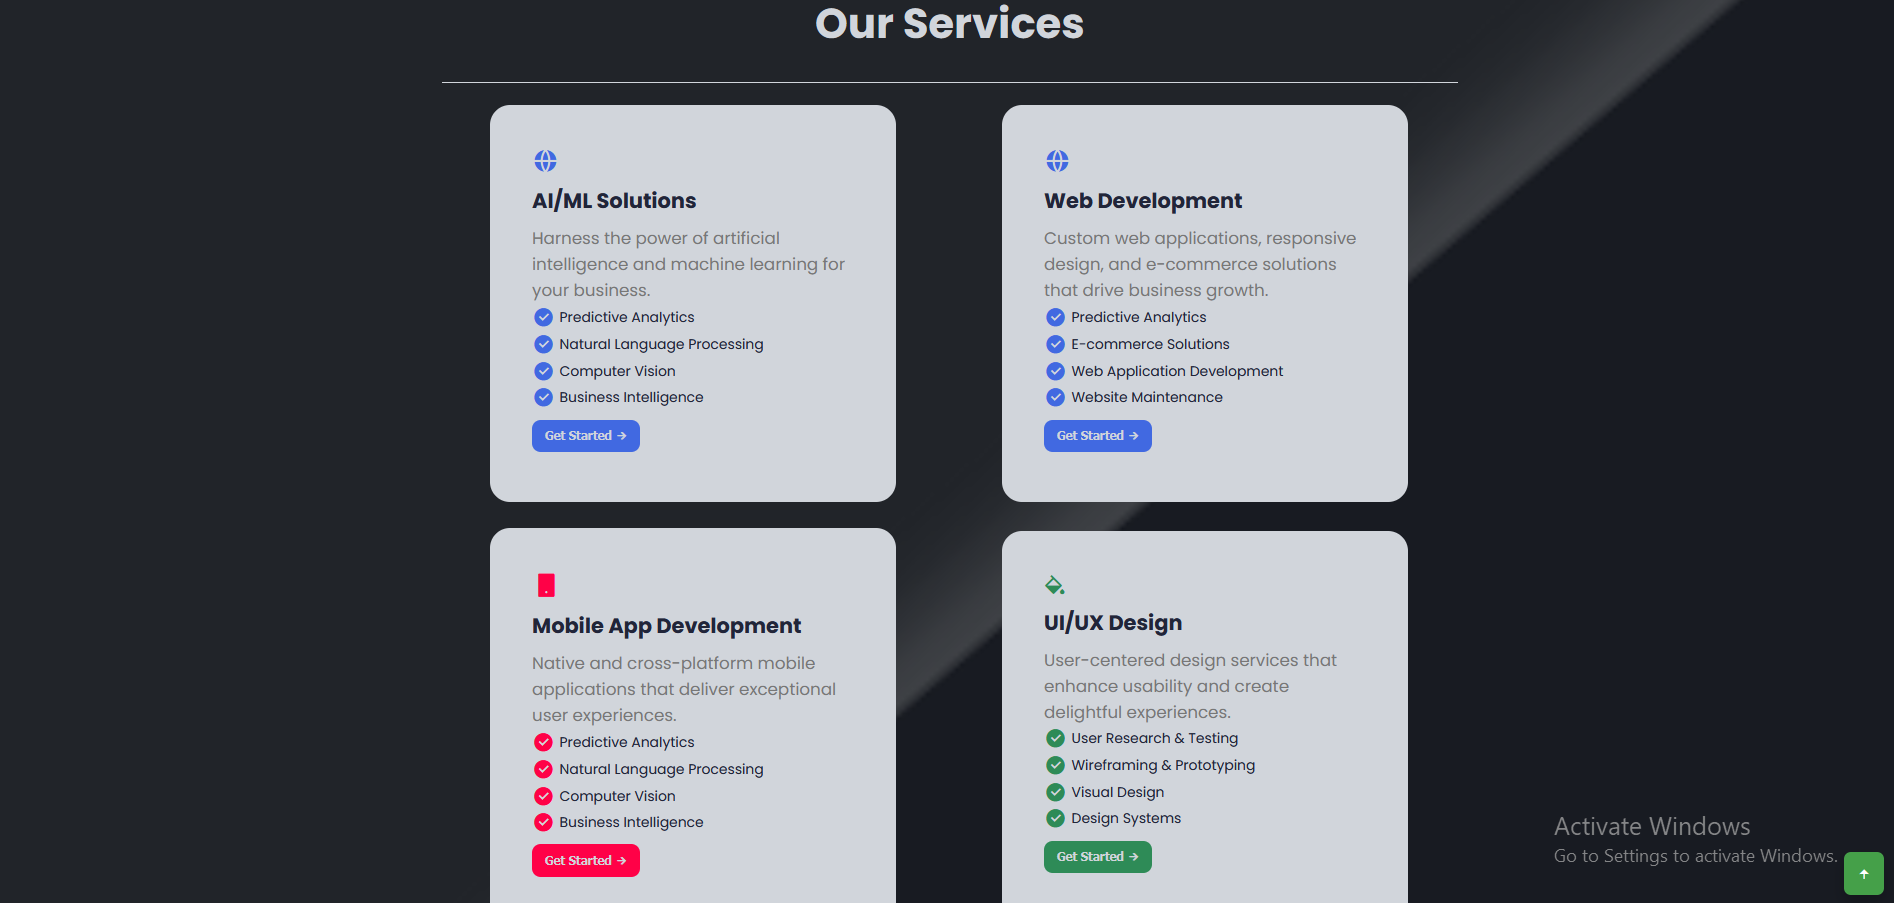 Our Services
AI/ML Solutions
Harness the power of artificial
intelligence and machine learning for
your business.
Predictive Analytics
Natural Language Processing
Computer Vision
Business Intelligence
Get Started →
Web Development
Custom web applications, responsive
design, and e-commerce solutions
that drive business growth.
Predictive Analytics
E-commerce Solutions
Web Application Development
Website Maintenance
Get Started →
Mobile App Development
Native and cross-platform mobile
applications that deliver exceptional
user experiences.
Predictive Analytics
Natural Language Processing
Computer Vision
Business Intelligence
Get Started →
UI/UX Design
User-centered design services that
enhance usability and create
delightful experiences.
User Research & Testing
Wireframing & Prototyping
Visual Design
Design Systems
Get Started →
Activate Windows
Go to Settings to activate Windows.